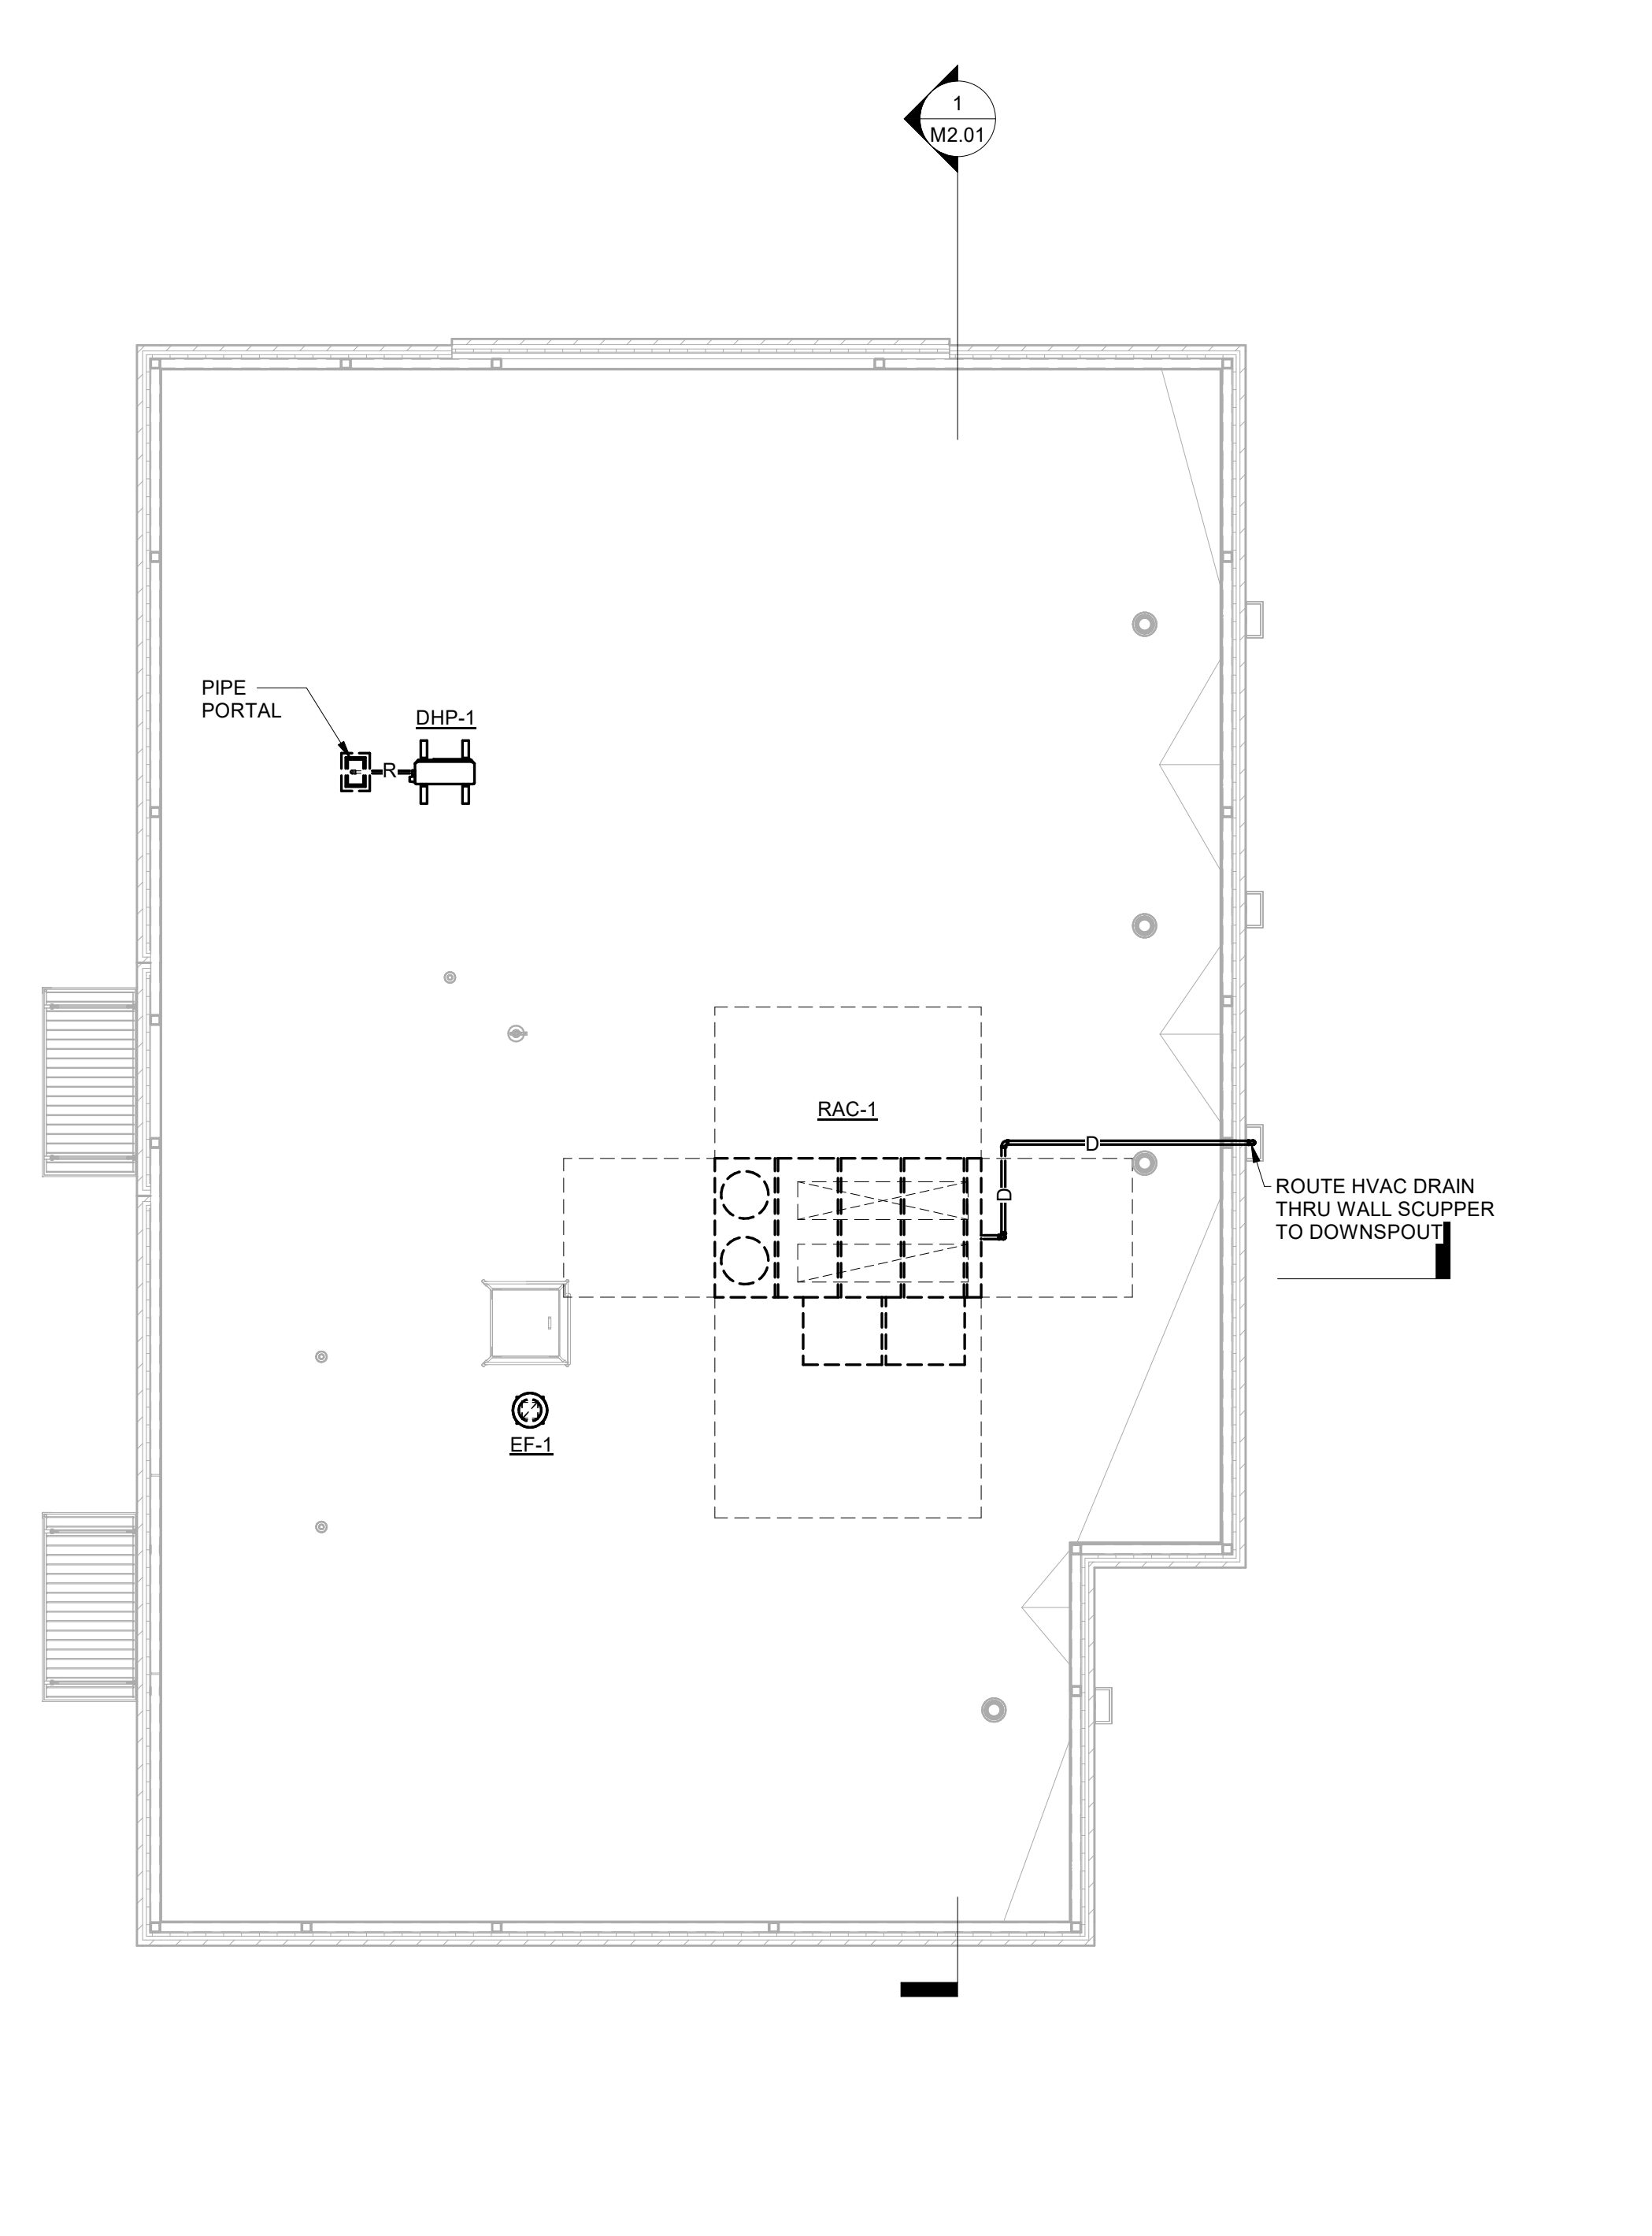 1
M2.01
PIPE
PORTAL
DHP-1
R
RAC-1
D
D
ROUTE HVAC DRAIN
THRU WALL SCUPPER
TO DOWNSPOUT
EF-1